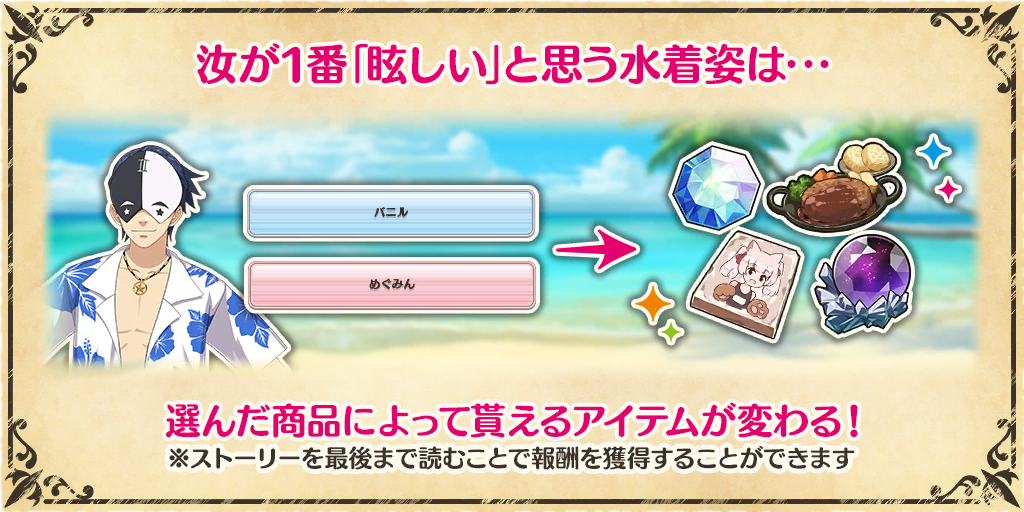 汝が1番「眩しい」と思う水着姿は…
Ⅱ
バニル
めぐみん
選んだ商品によって貰えるアイテムが変わる!
※ストーリーを最後まで読むことで報酬を獲得することができます